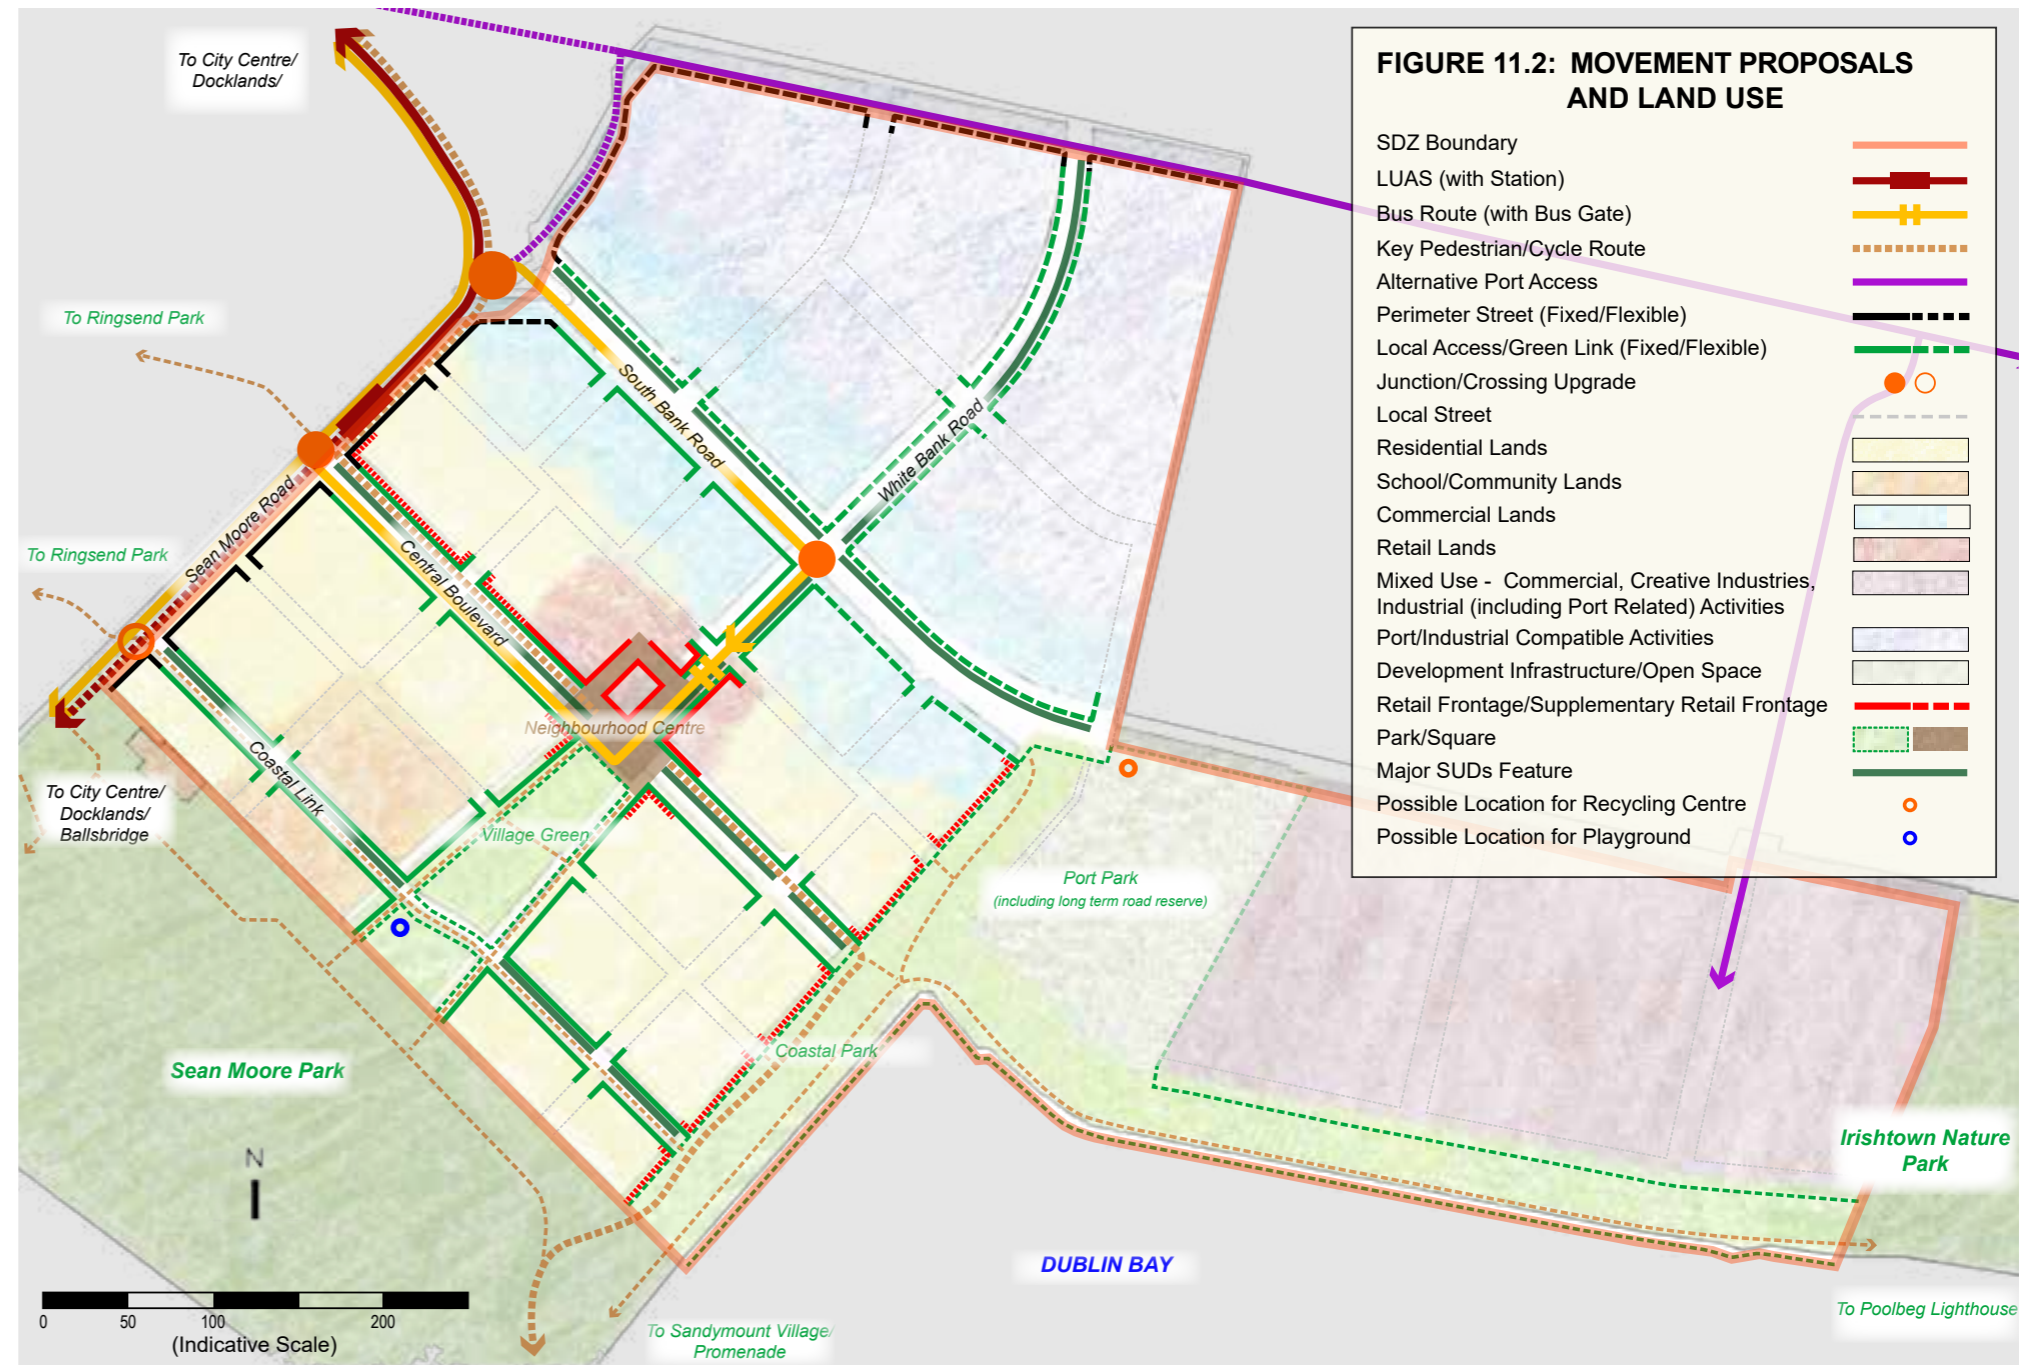 To City Centre/
Docklands/
To Ringsend Park
To Ringsend Park
Sean Moore Road
South Bank Road
White Bank Road
Central Boulevard
Neighbourhood Centre
Coastal Link
Village Green
To City Centre/
Docklands/
Ballsbridge
Port Park
(including long term road reserve)
Coastal Park
Sean Moore Park
Irishtown Nature
Park
N
DUBLIN BAY
To Poolbeg Lighthouse
To Sandymount Village/
Promenade
0 50 100 200
(Indicative Scale)
FIGURE 11.2: MOVEMENT PROPOSALS
AND LAND USE
SDZ Boundary
LUAS (with Station)
Bus Route (with Bus Gate)
Key Pedestrian/Cycle Route
Alternative Port Access
Perimeter Street (Fixed/Flexible)
Local Access/Green Link (Fixed/Flexible)
Junction/Crossing Upgrade
Local Street
Residential Lands
School/Community Lands
Commercial Lands
Retail Lands
Mixed Use - Commercial, Creative Industries,
Industrial (including Port Related) Activities
Port/Industrial Compatible Activities
Development Infrastructure/Open Space
Retail Frontage/Supplementary Retail Frontage
Park/Square
Major SUDs Feature
Possible Location for Recycling Centre
Possible Location for Playground